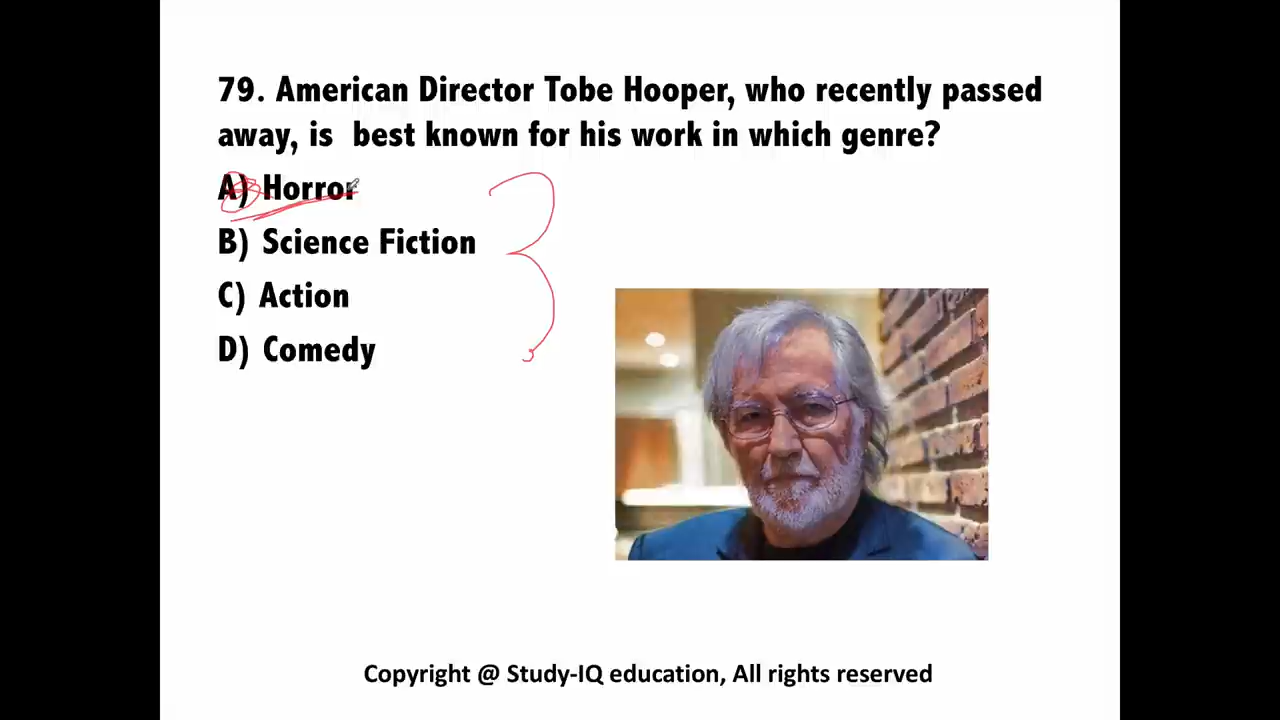 79. American Director Tobe Hooper, who recently passed
away, is best known for his work in which genre?
A) Horror
B) Science Fiction
C) Action
D) Comedy
Copyright @ Study-IQ education, All rights reserved